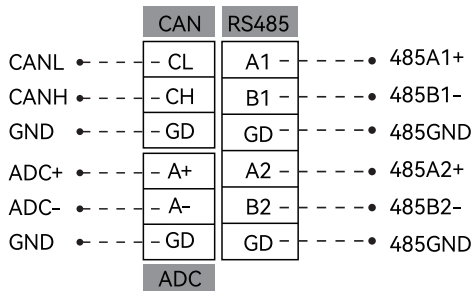 CAN RS485
CANL CL A1 485A1+
CANH CH B1 485B1-
GND GD GD 485GND
ADC+ A+ A2 485A2+
ADC- A- B2 485B2-
GND GD GD 485GND
ADC